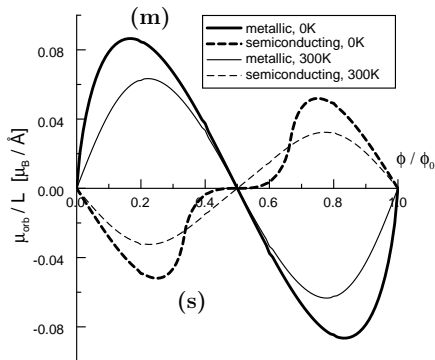 (m)
metallic, 0K
semiconducting, 0K
metallic, 300K
semiconducting, 300K
μorb / L [μB / Å]
0.08
0.04
0.00
-0.04
-0.08
ϕ / ϕ0
0.0 0.2 0.4 0.6 0.8 1.0
(s)